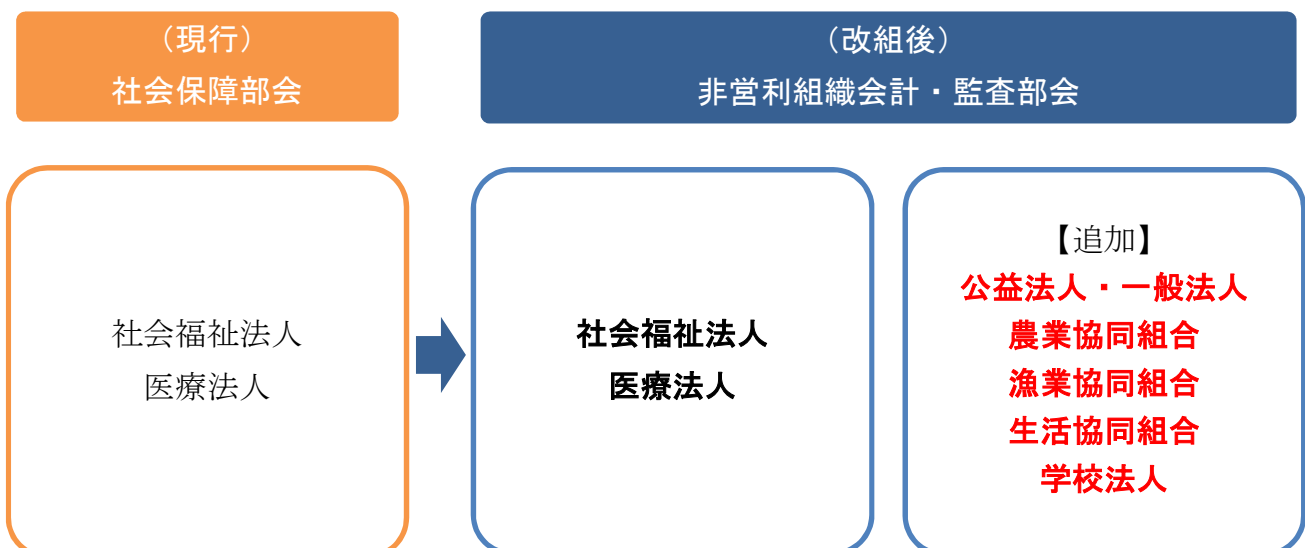 （現行）
社会保障部会
（改組後）
非営利組織会計・監査部会
社会福祉法人
医療法人
社会福祉法人
医療法人
【追加】
公益法人・一般法人
農業協同組合
漁業協同組合
生活協同組合
学校法人